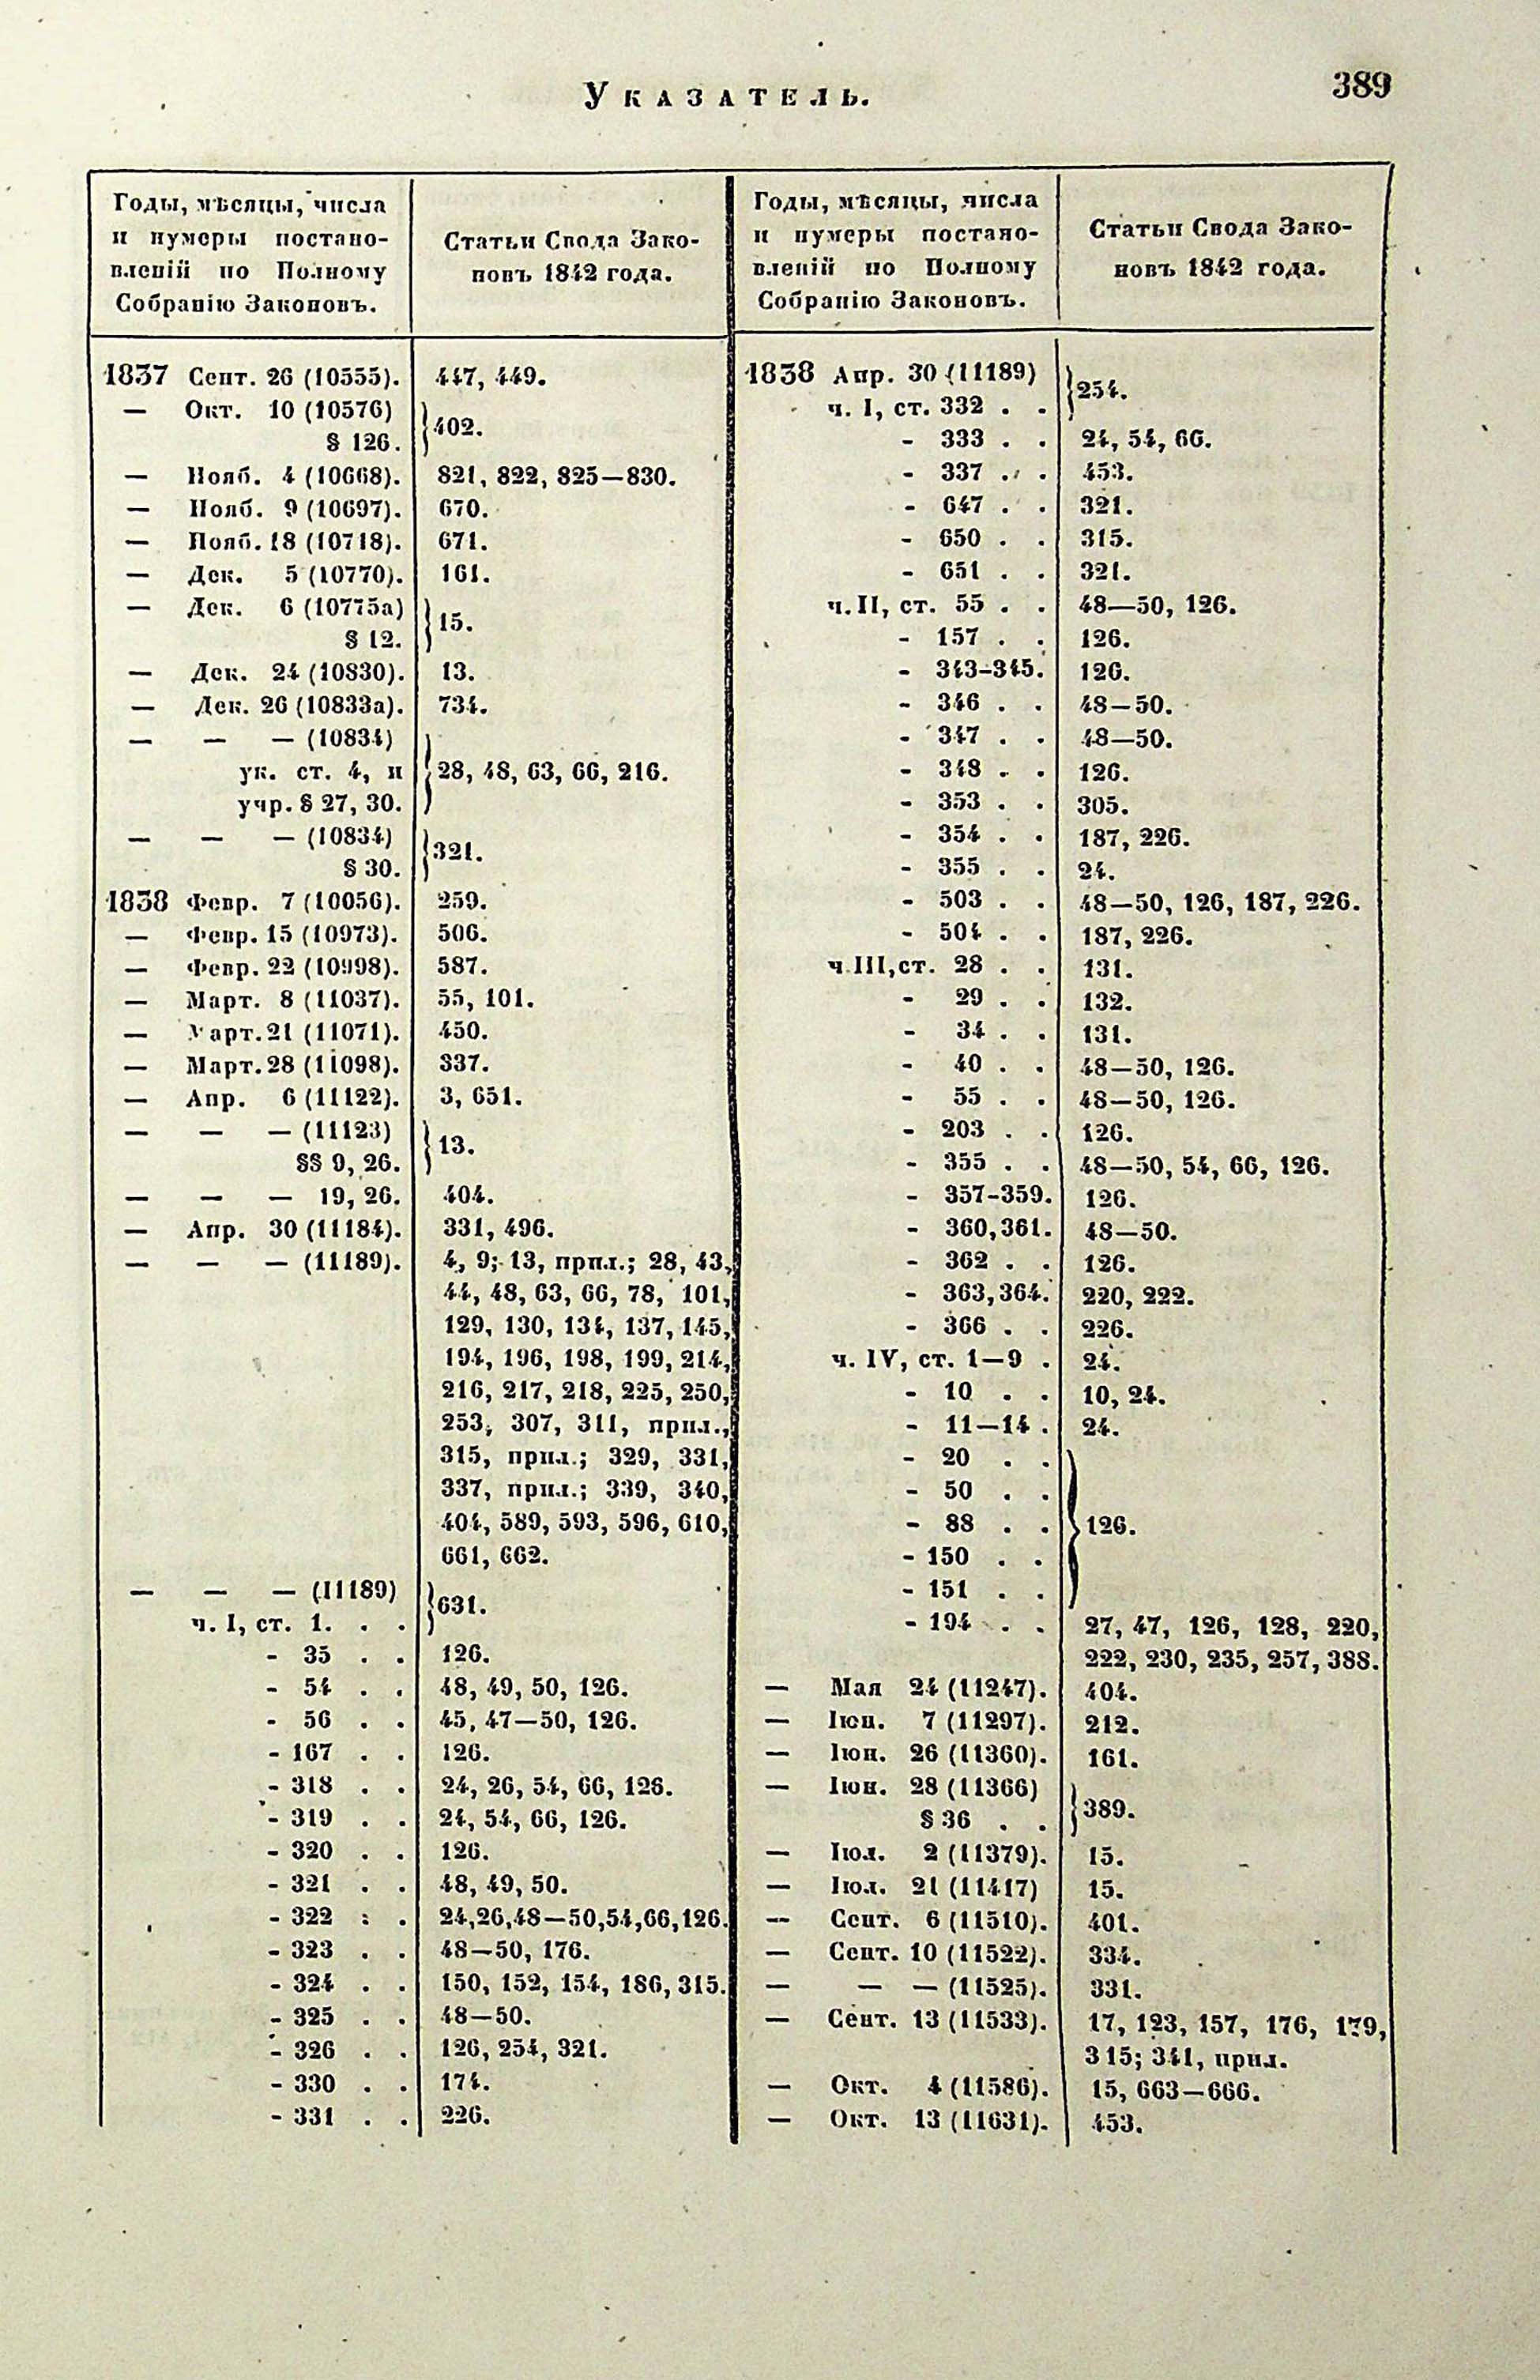 Указатель.
389
Годы, мѣсяцы, числа
и нумеры постано-
вленій по Полному
Собранію Законовъ.
Статьи Свода Зако-
новъ 1842 года.
1837 Сент. 26 (10555). 447, 449.
— Окт. 10 (10576)
§ 126. } 402.
— Нояб. 4 (10668). 821, 822, 825—830.
— Нояб. 9 (10697). 670.
— Нояб. 18 (10718). 671.
— Дек. 5 (10770). 161.
— Дек. 6 (10775а)
§ 12. } 15.
— Дек. 24 (10830). 13.
— Дек. 26 (10833а). 734.
— — — (10834)
ук. ст. 4, и } 28, 48, 63, 66, 216.
учр. § 27, 30.
— — — (10834)
§ 30. } 321.
1838 Февр. 7 (10056). 259.
— Февр. 15 (10973). 506.
— Февр. 22 (10998). 587.
— Март. 8 (11037). 55, 101.
— Март. 21 (11071). 450.
— Март. 28 (11098). 337.
— Апр. 6 (11122). 3, 651.
— — — (11123)
§§ 9, 26. } 13.
— — — 19, 26. 404.
— Апр. 30 (11184). 331, 496.
— — — (11189). 4, 9; 13, прил.; 28, 43,
44, 48, 63, 66, 78, 101,
129, 130, 134, 137, 145,
194, 196, 198, 199, 214,
216, 217, 218, 225, 250,
253, 307, 311, прил.,
315, прил.; 329, 331,
337, прил.; 339, 340,
404, 589, 593, 596, 610,
661, 662.
— — — (11189)
ч. I, ст. 1. . . } 631.
- 35 . . 126.
- 54 . . 48, 49, 50, 126.
- 56 . . 45, 47—50, 126.
- 167 . . 126.
- 318 . . 24, 26, 54, 66, 126.
- 319 . . 24, 54, 66, 126.
- 320 . . 126.
- 321 . . 48, 49, 50.
- 322 . . 24, 26, 48—50, 54, 66, 126.
- 323 . . 48—50, 176.
- 324 . . 150, 152, 154, 186, 315.
- 325 . . 48—50.
- 326 . . 126, 254, 321.
- 330 . . 174.
- 331 . . 226.
Годы, мѣсяцы, числа
и нумеры постано-
вленій по Полному
Собранію Законовъ.
Статьи Свода Зако-
новъ 1842 года.
1838 Апр. 30 (11189)
ч. I, ст. 332 . . } 254.
- 333 . . 24, 54, 66.
- 337 . . 453.
- 647 . . 321.
- 650 . . 315.
- 651 . . 321.
ч. II, ст. 55 . . 48—50, 126.
- 157 . . 126.
- 343-345. 126.
- 346 . . 48—50.
- 347 . . 48—50.
- 348 . . 126.
- 353 . . 305.
- 354 . . 187, 226.
- 355 . . 24.
- 503 . . 48—50, 126, 187, 226.
- 504 . . 187, 226.
ч. III, ст. 28 . . 131.
- 29 . . 132.
- 34 . . 131.
- 40 . . 48—50, 126.
- 55 . . 48—50, 126.
- 203 . . 126.
- 355 . . 48—50, 54, 66, 126.
- 357-359. 126.
- 360, 361. 48—50.
- 362 . . 126.
- 363, 364. 220, 222.
- 366 . . 226.
ч. IV, ст. 1—9 . 24.
- 10 . . 10, 24.
- 11—14 . 24.
- 20 . .
- 50 . .
- 88 . . } 126.
- 150 . .
- 151 . .
- 194 . . 27, 47, 126, 128, 220,
222, 230, 235, 257, 388.
— Мая 24 (11247). 404.
— Іюн. 7 (11297). 212.
— Іюн. 26 (11360). 161.
— Іюн. 28 (11366)
§ 36 . . } 389.
— Іюл. 2 (11379). 15.
— Іюл. 21 (11417) 15.
— Сент. 6 (11510). 401.
— Сент. 10 (11522). 334.
— — — (11525). 331.
— Сент. 13 (11533). 17, 123, 157, 176, 179,
315; 341, прил.
— Окт. 4 (11586). 15, 663—666.
— Окт. 13 (11631). 453.